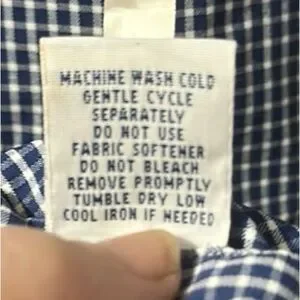 MACHINE WASH COLD
GENTLE CYCLE
SEPARATELY
DO NOT USE
FABRIC SOFTENER
DO NOT BLEACH
REMOVE PROMPTLY
TUMBLE DRY LOW
COOL IRON IF NEEDED